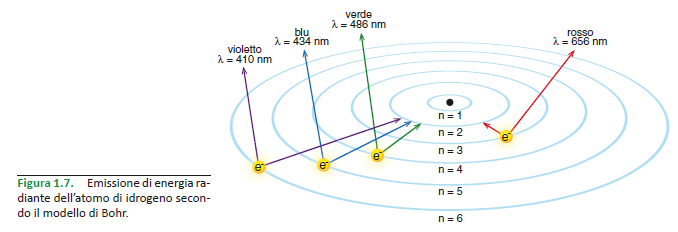 verde
λ = 486 nm
blu
λ = 434 nm
rosso
λ = 656 nm
violetto
λ = 410 nm
n = 1
n = 2
n = 3
n = 4
n = 5
n = 6
e⁻
e⁻
e⁻
e⁻
Figura 1.7. Emissione di energia ra-
diante dell'atomo di idrogeno secon-
do il modello di Bohr.